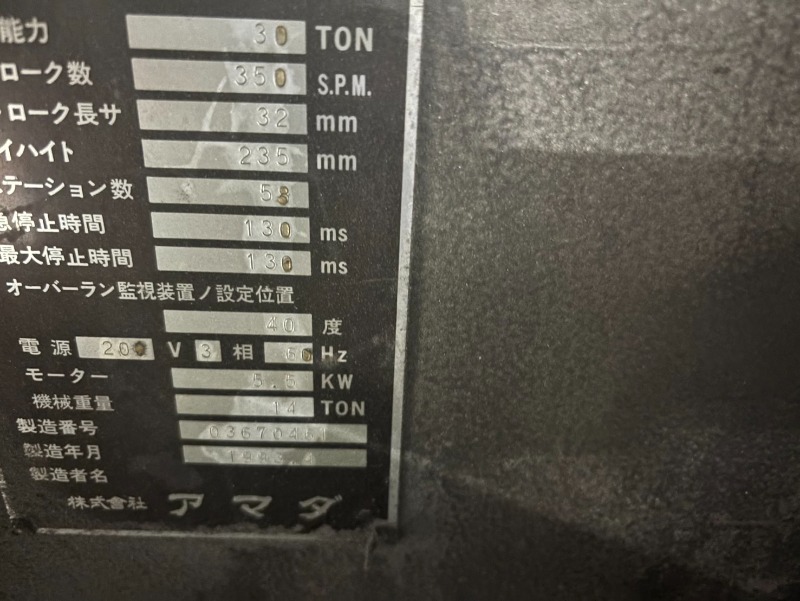 能力 30 TON
ローク数 350 S.P.M.
ローク長サ 32 mm
イハイト 235 mm
ステーション数 58
急停止時間 130 ms
最大停止時間 130 ms
オーバーラン監視装置ノ設定位置
40 度
電源 200 V 3 相 60 Hz
モーター 5.5 KW
機械重量 14 TON
製造番号
製造年月
製造者名
株式會社 アマダ